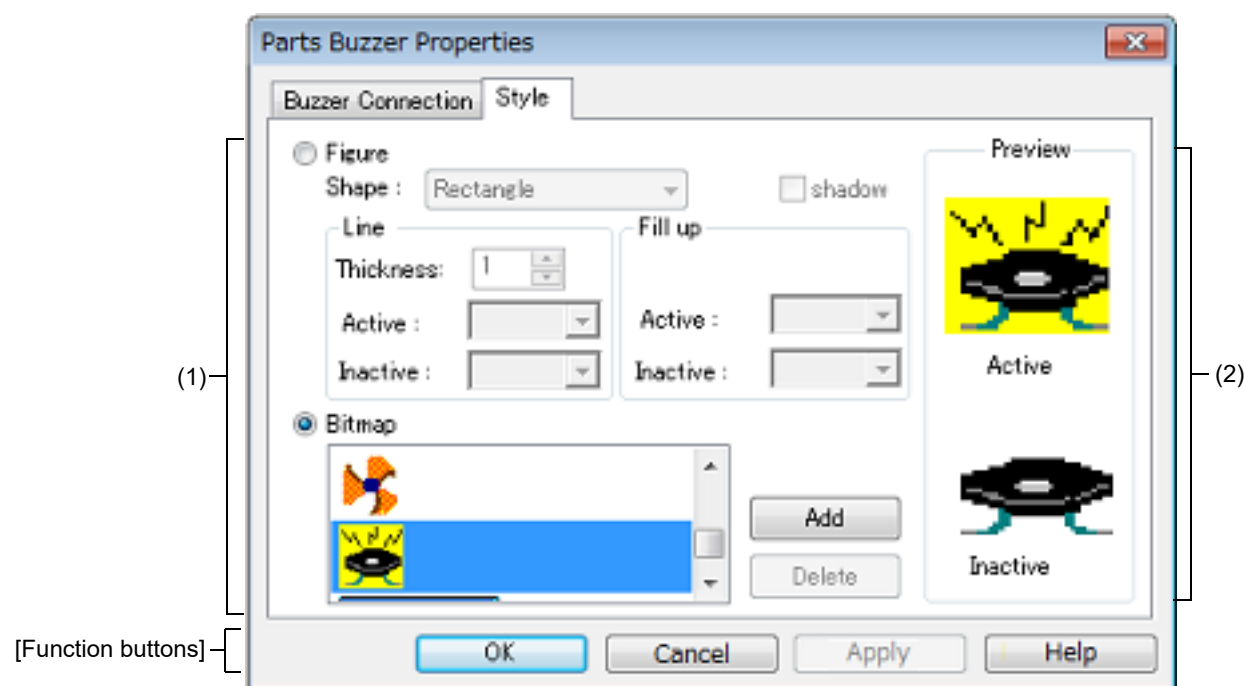 Parts Buzzer Properties
Buzzer Connection Style
Figure
Shape : Rectangle shadow
Line
Thickness: 1
Active :
Inactive :
Fill up
Active :
Inactive :
Bitmap
Add
Delete
Preview
Active
Inactive
(1)
(2)
[Function buttons]
OK Cancel Apply Help